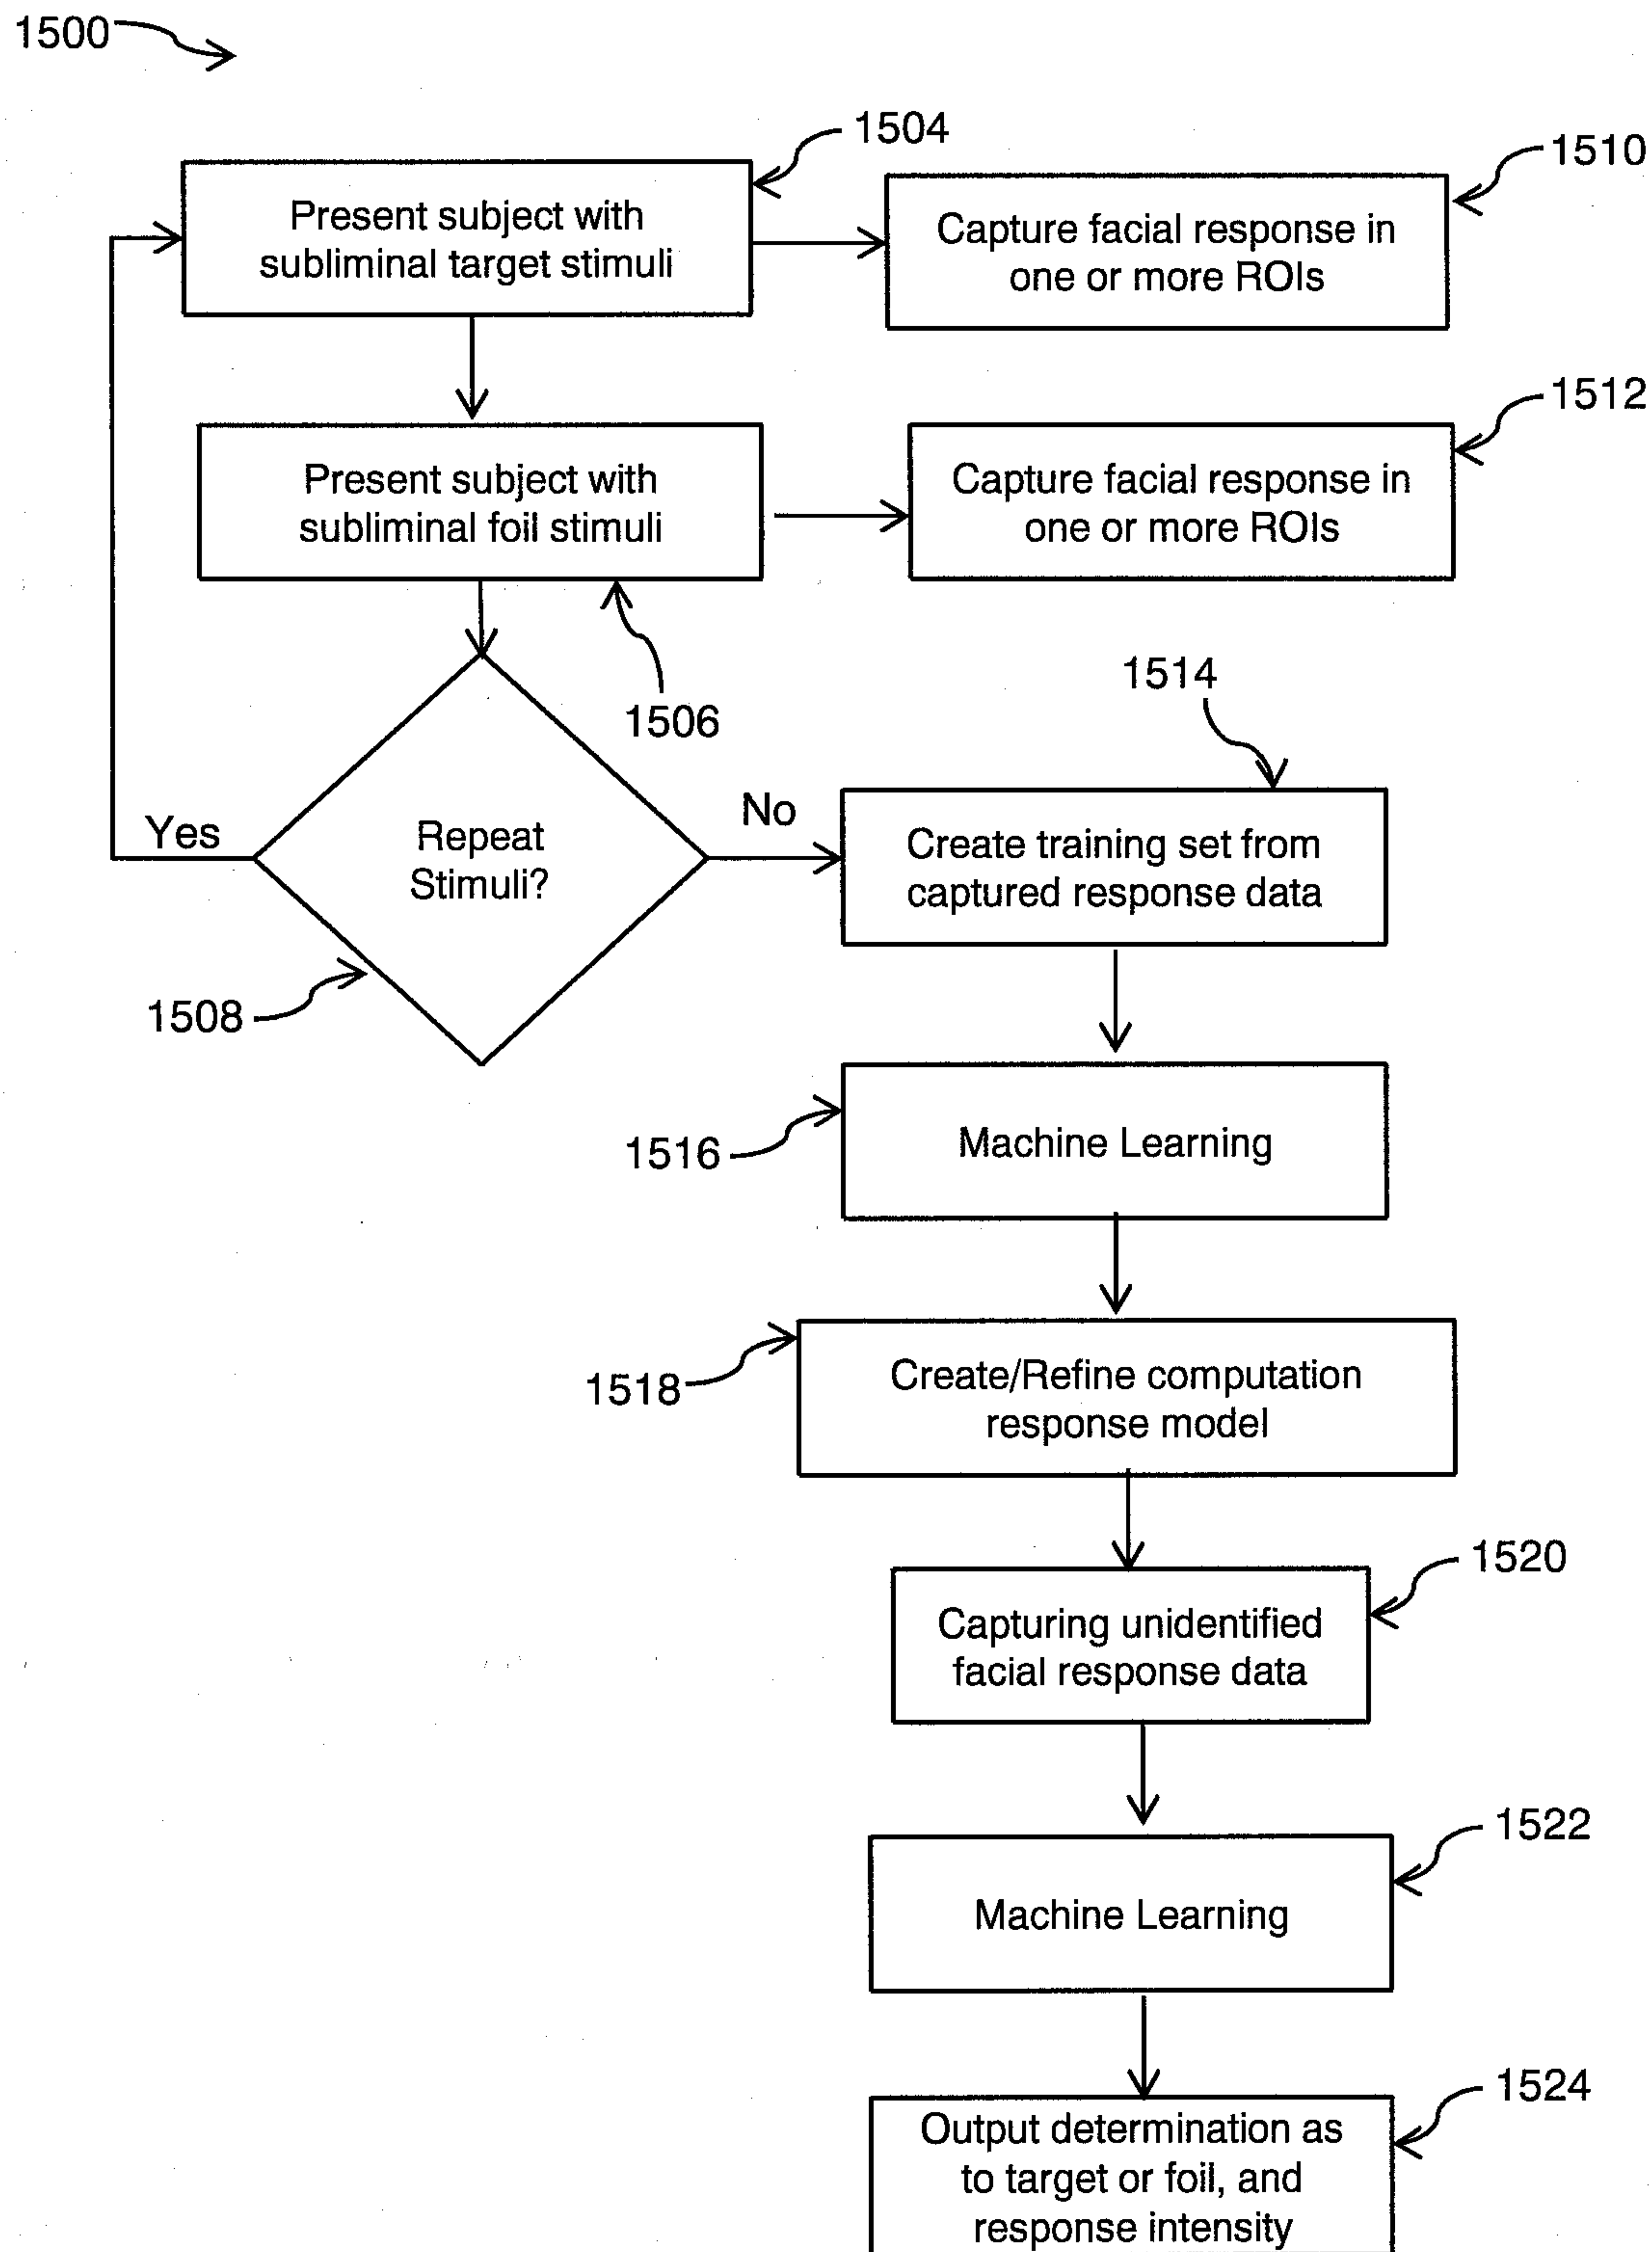 1500
1504
1510
Present subject with
subliminal target stimuli
Capture facial response in
one or more ROIs
1512
Present subject with
subliminal foil stimuli
Capture facial response in
one or more ROIs
1506
1514
Yes
Repeat
Stimuli?
No
Create training set from
captured response data
1508
1516
Machine Learning
1518
Create/Refine computation
response model
1520
Capturing unidentified
facial response data
1522
Machine Learning
1524
Output determination as
to target or foil, and
response intensity